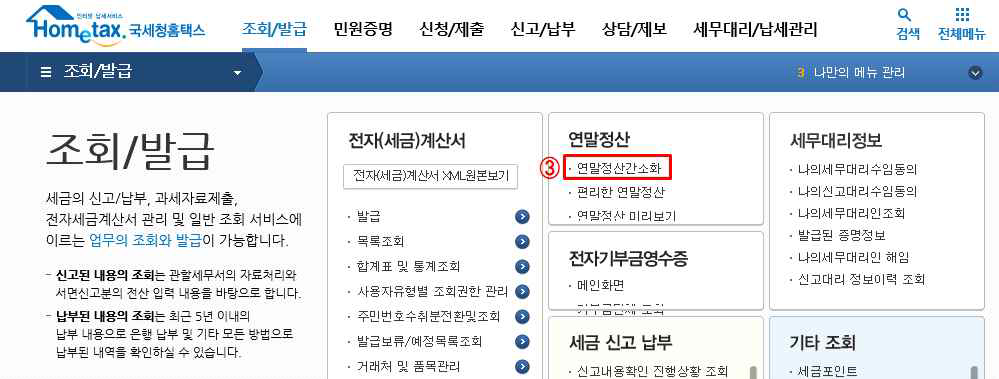 인터넷 납세서비스
Hometax. 국세청홈택스
조회/발급 민원증명 신청/제출 신고/납부 상담/제보 세무대리/납세관리
검색 전체메뉴
조회/발급
3 나만의 메뉴 관리
조회/발급
세금의 신고/납부, 과세자료제출,
전자세금계산서 관리 및 일반 조회 서비스에
이르는 업무의 조회와 발급이 가능합니다.
- 신고된 내용의 조회는 관할세무서의 자료처리와
서면신고분의 전산 입력 내용을 바탕으로 합니다.
- 납부된 내용의 조회는 최근 5년 이내의
납부 내용으로 은행 납부 및 기타 모든 방법으로
납부된 내역을 확인하실 수 있습니다.
전자(세금)계산서
전자(세금)계산서 XML원본보기
· 발급
· 목록조회
· 합계표 및 통계조회
· 사용자유형별 조회권한 관리
· 주민번호수취분전환및조회
· 발급보류/예정목록조회
· 거래처 및 품목관리
연말정산
③ · 연말정산간소화
· 편리한 연말정산
· 연말정산 미리보기
전자기부금영수증
· 메인화면
· 기부금단체 조회
세금 신고 납부
· 신고내용확인 진행상황 조회
세무대리정보
· 나의세무대리수임동의
· 나의신고대리수임동의
· 나의세무대리인조회
· 발급된 증명정보
· 나의세무대리인 해임
· 신고대리 정보이력 조회
기타 조회
· 세금포인트